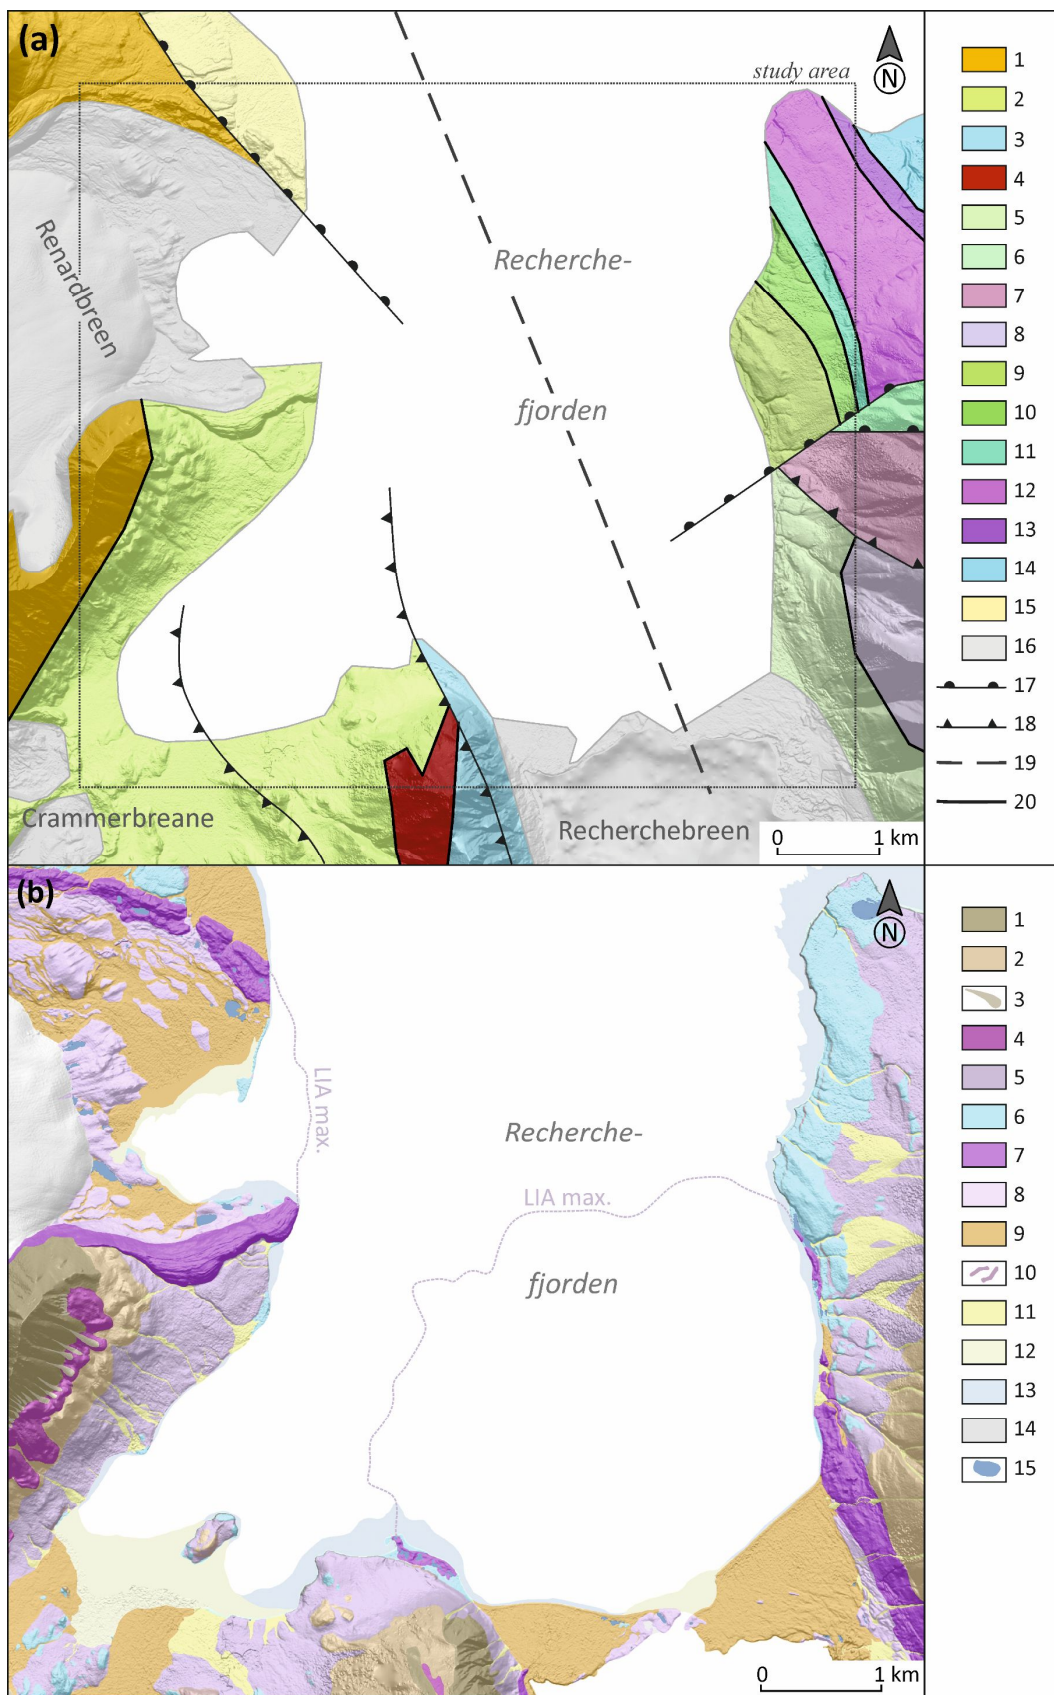 (a)
N
study area
Renardbreen
Recherche-
fjorden
Crammerbreane
Recherchebreen
0 1 km
1
2
3
4
5
6
7
8
9
10
11
12
13
14
15
16
17
18
19
20
(b)
N
LIA max.
Recherche-
LIA max.
fjorden
0 1 km
1
2
3
4
5
6
7
8
9
10
11
12
13
14
15